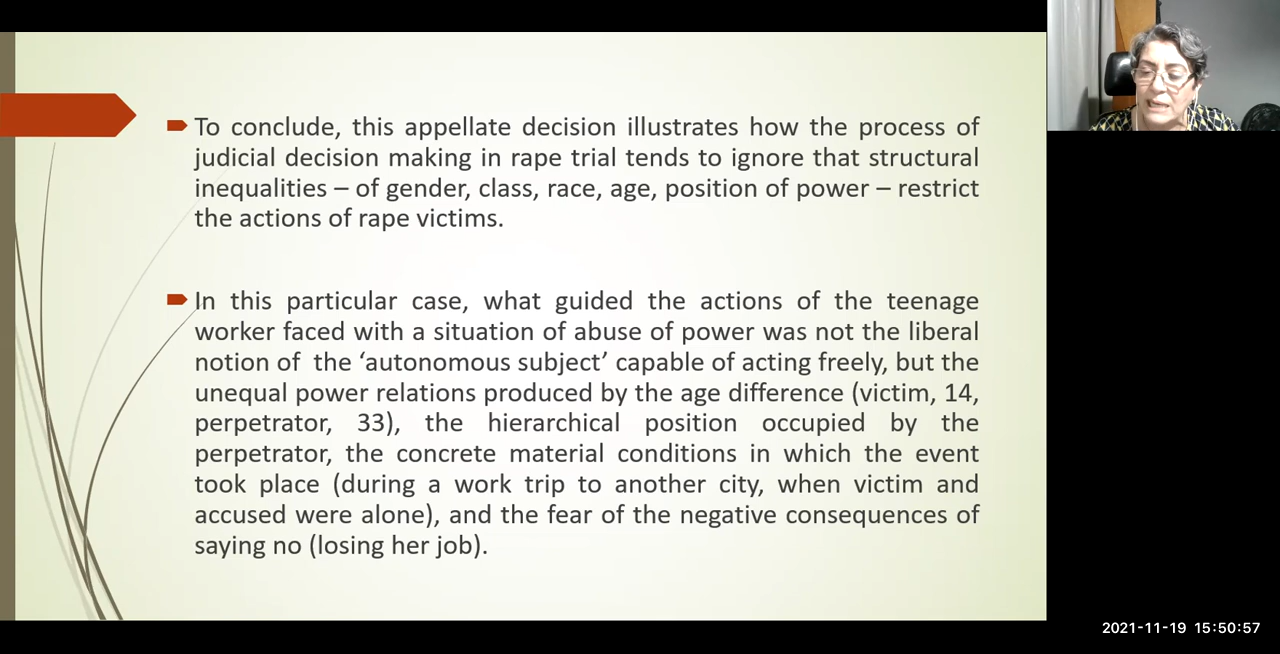 To conclude, this appellate decision illustrates how the process of
judicial decision making in rape trial tends to ignore that structural
inequalities – of gender, class, race, age, position of power – restrict
the actions of rape victims.
In this particular case, what guided the actions of the teenage
worker faced with a situation of abuse of power was not the liberal
notion of the ‘autonomous subject’ capable of acting freely, but the
unequal power relations produced by the age difference (victim, 14,
perpetrator, 33), the hierarchical position occupied by the
perpetrator, the concrete material conditions in which the event
took place (during a work trip to another city, when victim and
accused were alone), and the fear of the negative consequences of
saying no (losing her job).
2021-11-19 15:50:57